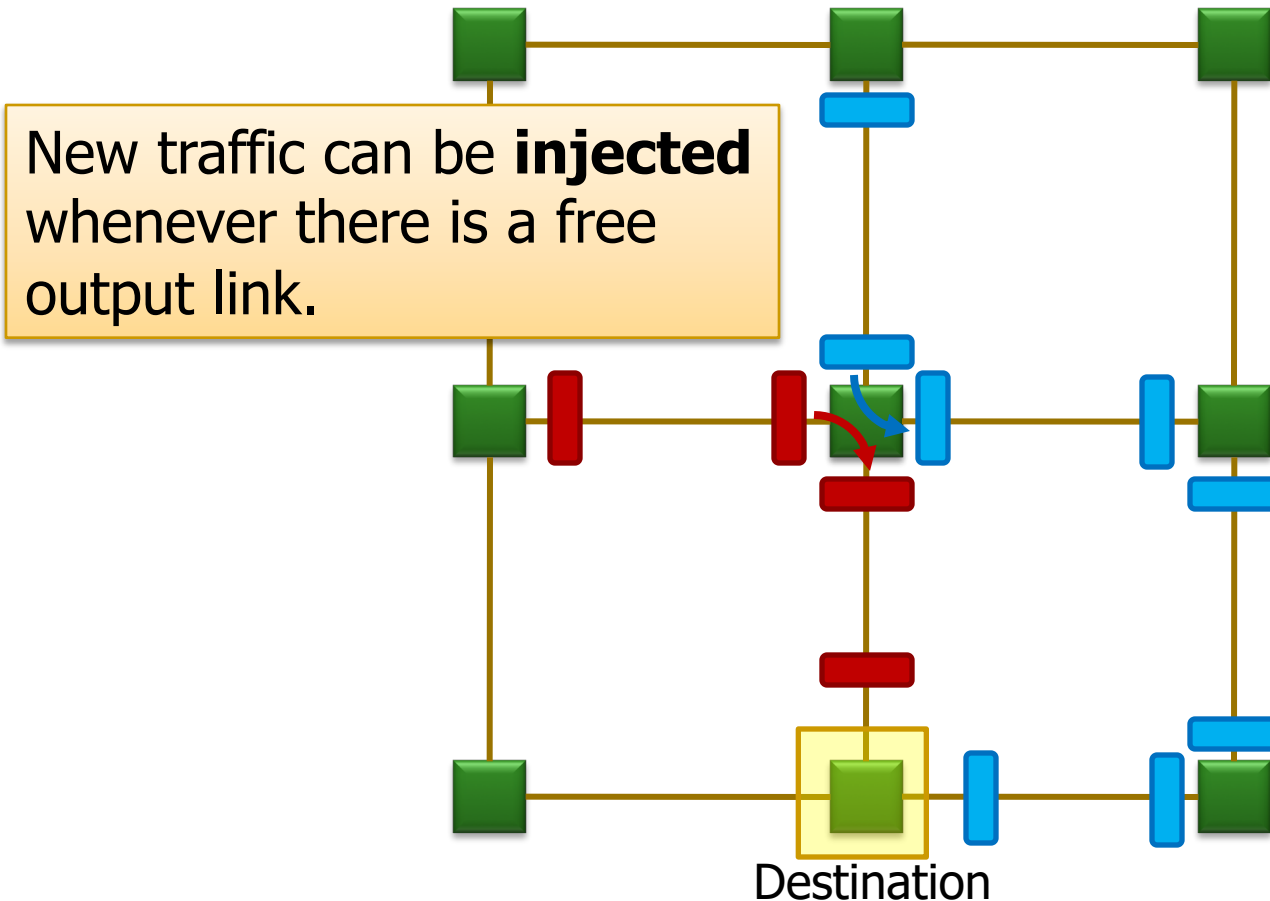 New traffic can be injected
whenever there is a free
output link.
Destination